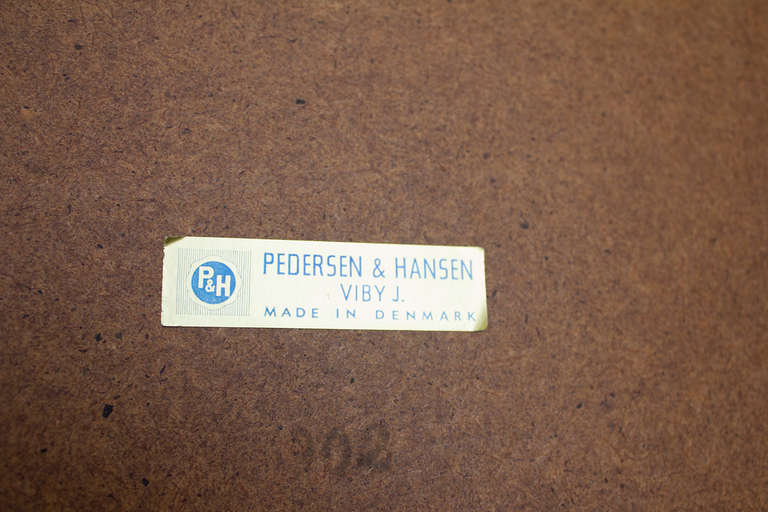 P&H
PEDERSEN & HANSEN
VIBY J.
MADE IN DENMARK